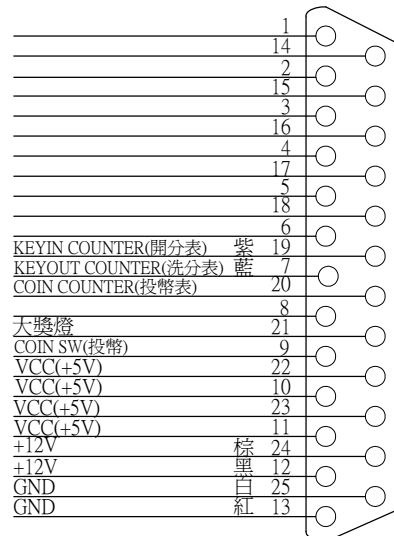 1
14
2
15
3
16
4
17
5
18
6
KEYIN COUNTER(開分表) 紫 19
KEYOUT COUNTER(洗分表) 藍 7
COIN COUNTER(投幣表) 20
8
大獎燈 21
COIN SW(投幣) 9
VCC(+5V) 22
VCC(+5V) 10
VCC(+5V) 23
VCC(+5V) 11
+12V 棕 24
+12V 黑 12
GND 白 25
GND 紅 13